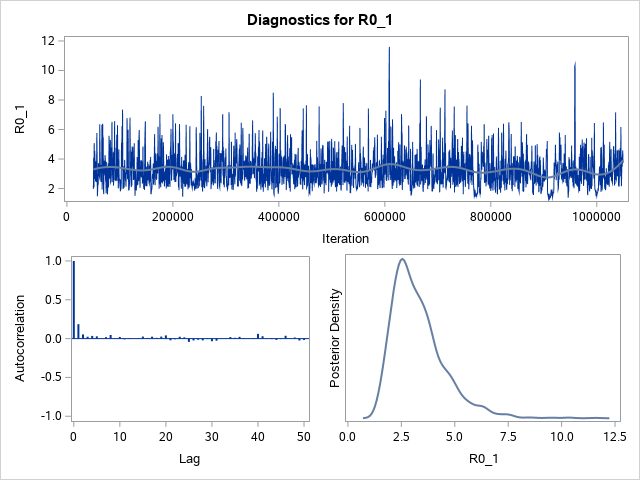 Diagnostics for R0_1
R0_1
12
10
8
6
4
2
0 200000 400000 600000 800000 1000000
Iteration
Autocorrelation
1.0
0.5
0.0
-0.5
-1.0
0 10 20 30 40 50
Lag
Posterior Density
0.0 2.5 5.0 7.5 10.0 12.5
R0_1